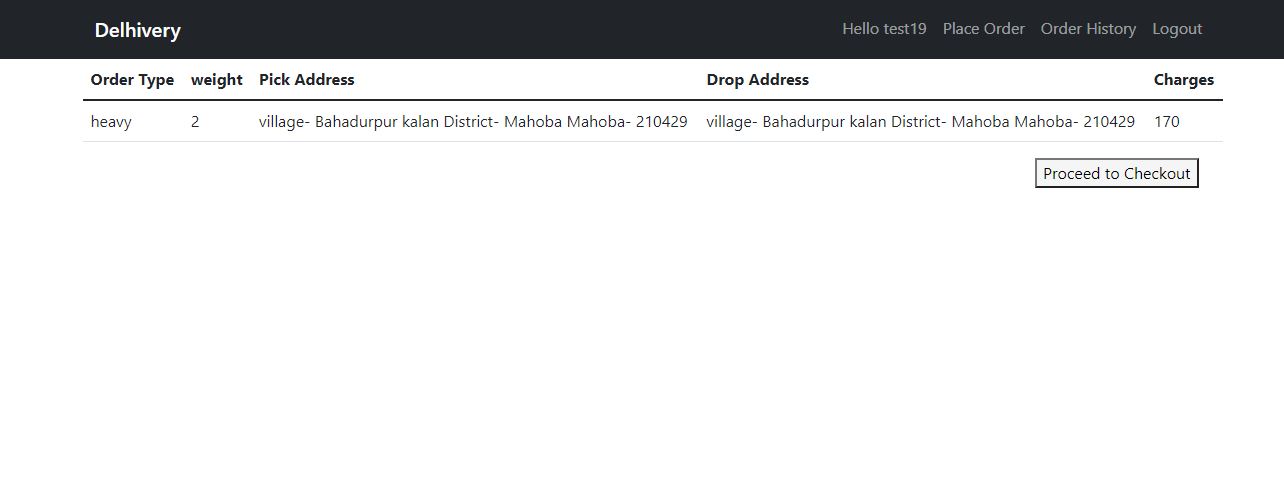 Delhivery Hello test19 Place Order Order History Logout
Order Type weight Pick Address Drop Address Charges
heavy 2 village- Bahadurpur kalan District- Mahoba Mahoba- 210429 village- Bahadurpur kalan District- Mahoba Mahoba- 210429 170
Proceed to Checkout